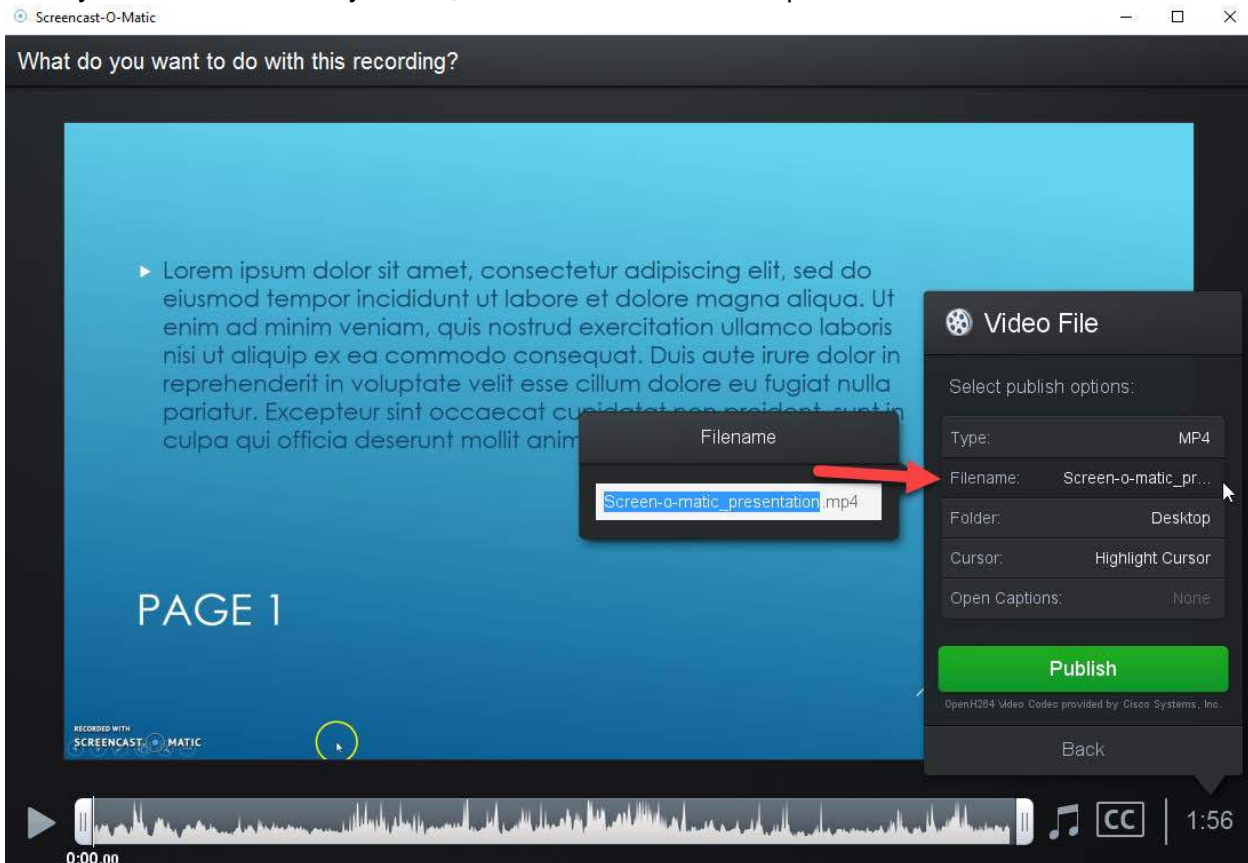 Screencast-O-Matic
What do you want to do with this recording?
Lorem ipsum dolor sit amet, consectetur adipiscing elit, sed do
eiusmod tempor incididunt ut labore et dolore magna aliqua. Ut
enim ad minim veniam, quis nostrud exercitation ullamco laboris
nisi ut aliquip ex ea commodo consequat. Duis aute irure dolor in
reprehenderit in voluptate velit esse cillum dolore eu fugiat nulla
pariatur. Excepteur sint occaecat cupidatat non proident, sunt in
culpa qui officia deserunt mollit anim
PAGE 1
RECORDED WITH
SCREENCAST-O-MATIC
Filename
Screen-o-matic_presentation.mp4
Video File
Select publish options:
Type: MP4
Filename: Screen-o-matic_pr...
Folder: Desktop
Cursor: Highlight Cursor
Open Captions: None
Publish
OpenH264 Video Codec provided by Cisco Systems, Inc.
Back
CC
1:56
0:00.00